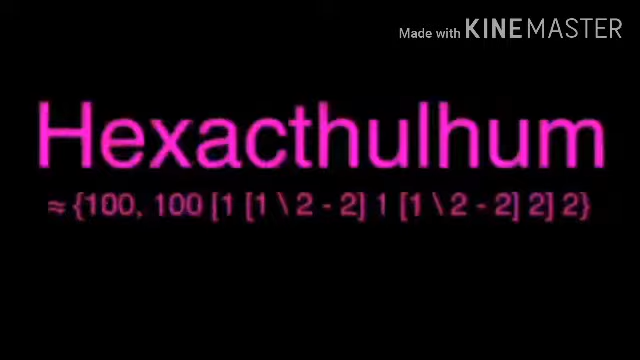 Made with KINEMASTER
Hexacthulhum
≈ {100, 100 [1 [1 \ 2 - 2] 1 [1 \ 2 - 2] 2] 2}